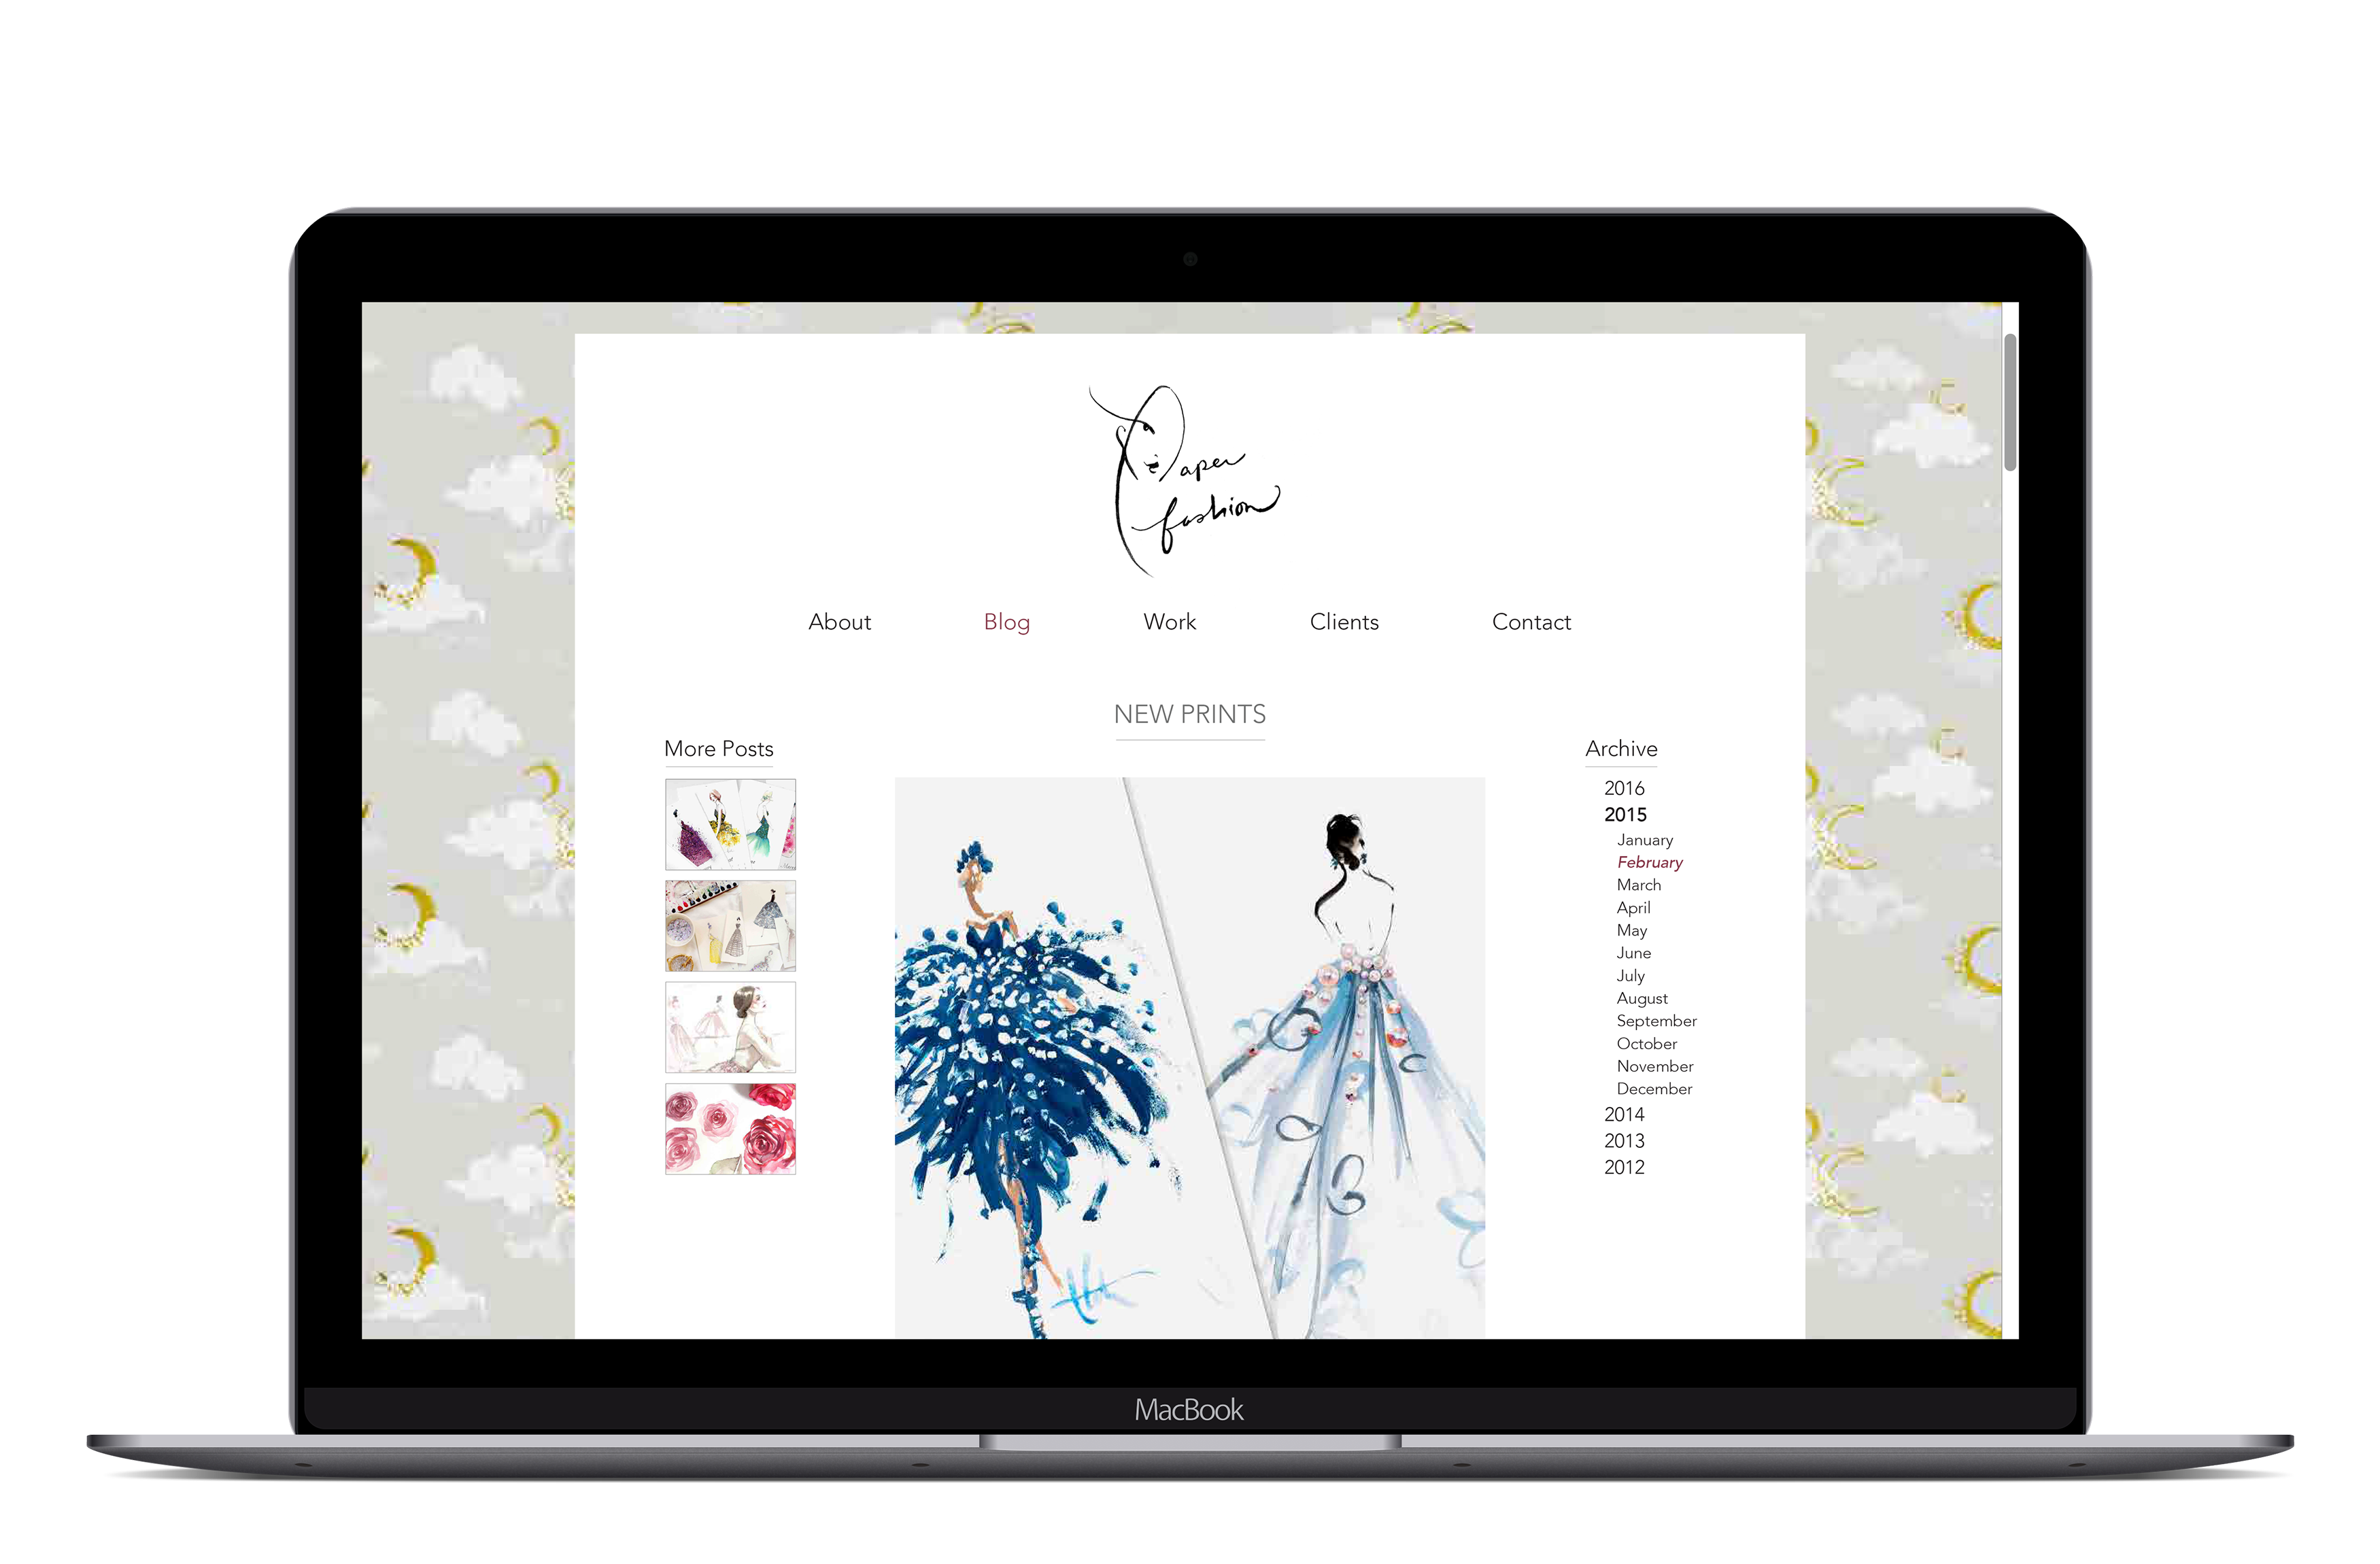 Paper
fashion
About
Blog
Work
Clients
Contact
NEW PRINTS
More Posts
Archive
2016
2015
January
February
March
April
May
June
July
August
September
October
November
December
2014
2013
2012
MacBook